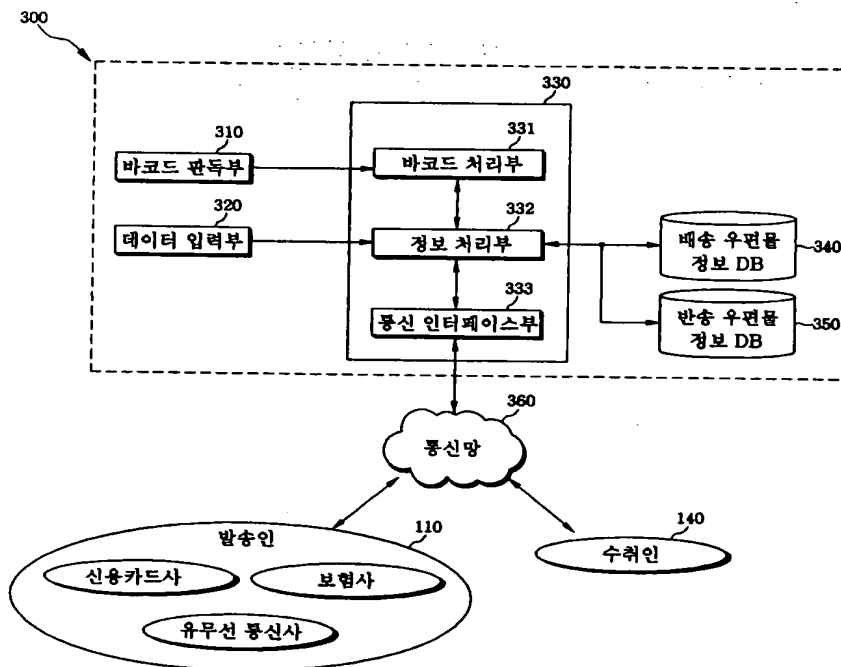 300
330
310
바코드 판독부
331
바코드 처리부
320
데이터 입력부
332
정보 처리부
배송 우편물
정보 DB
340
333
통신 인터페이스부
반송 우편물
정보 DB
350
360
통신망
발송인
110
신용카드사
보험사
유무선 통신사
140
수취인